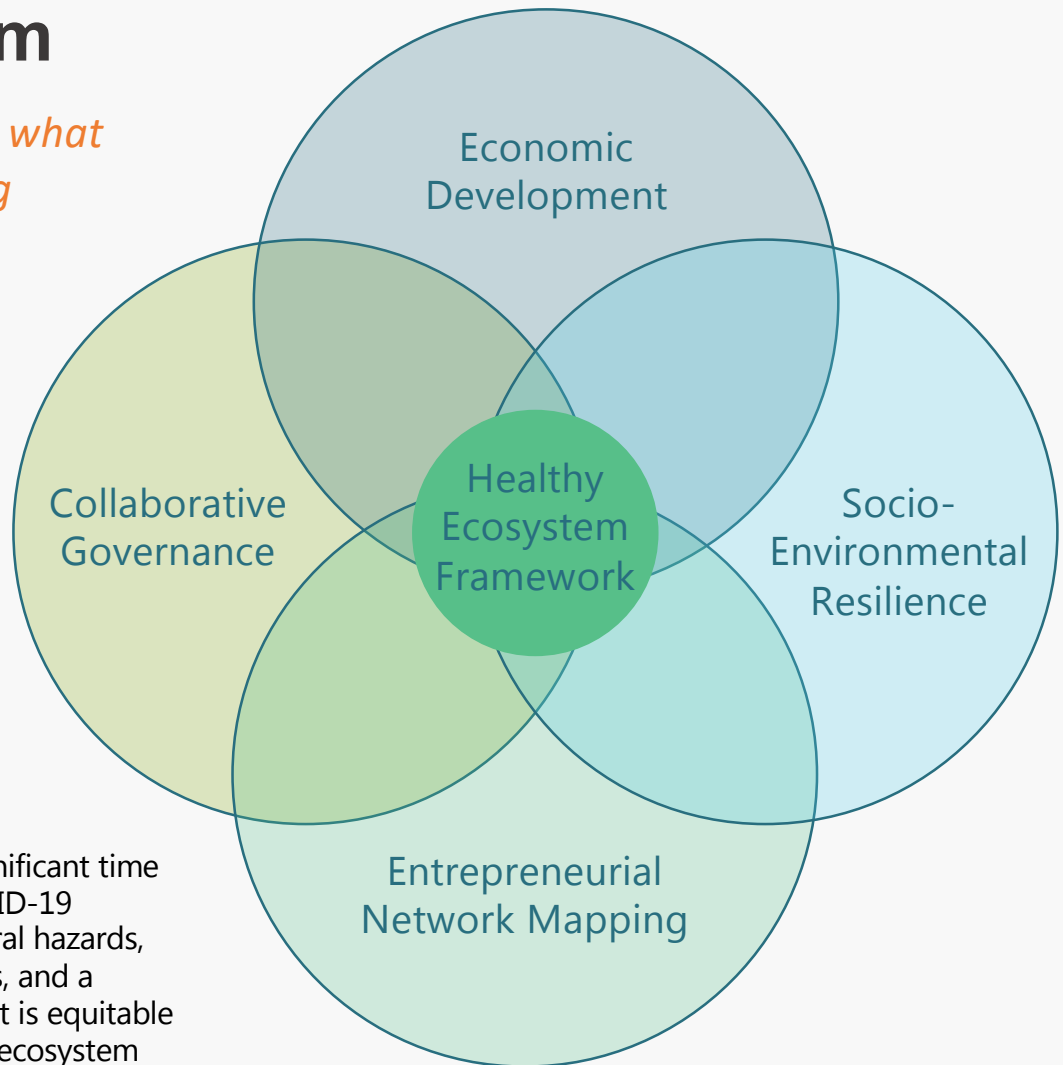 m
what
g
Economic
Development
Collaborative
Governance
Healthy
Ecosystem
Framework
Socio-
Environmental
Resilience
Entrepreneurial
Network Mapping
nificant time
ID-19
ral hazards,
s, and a
t is equitable
ecosystem